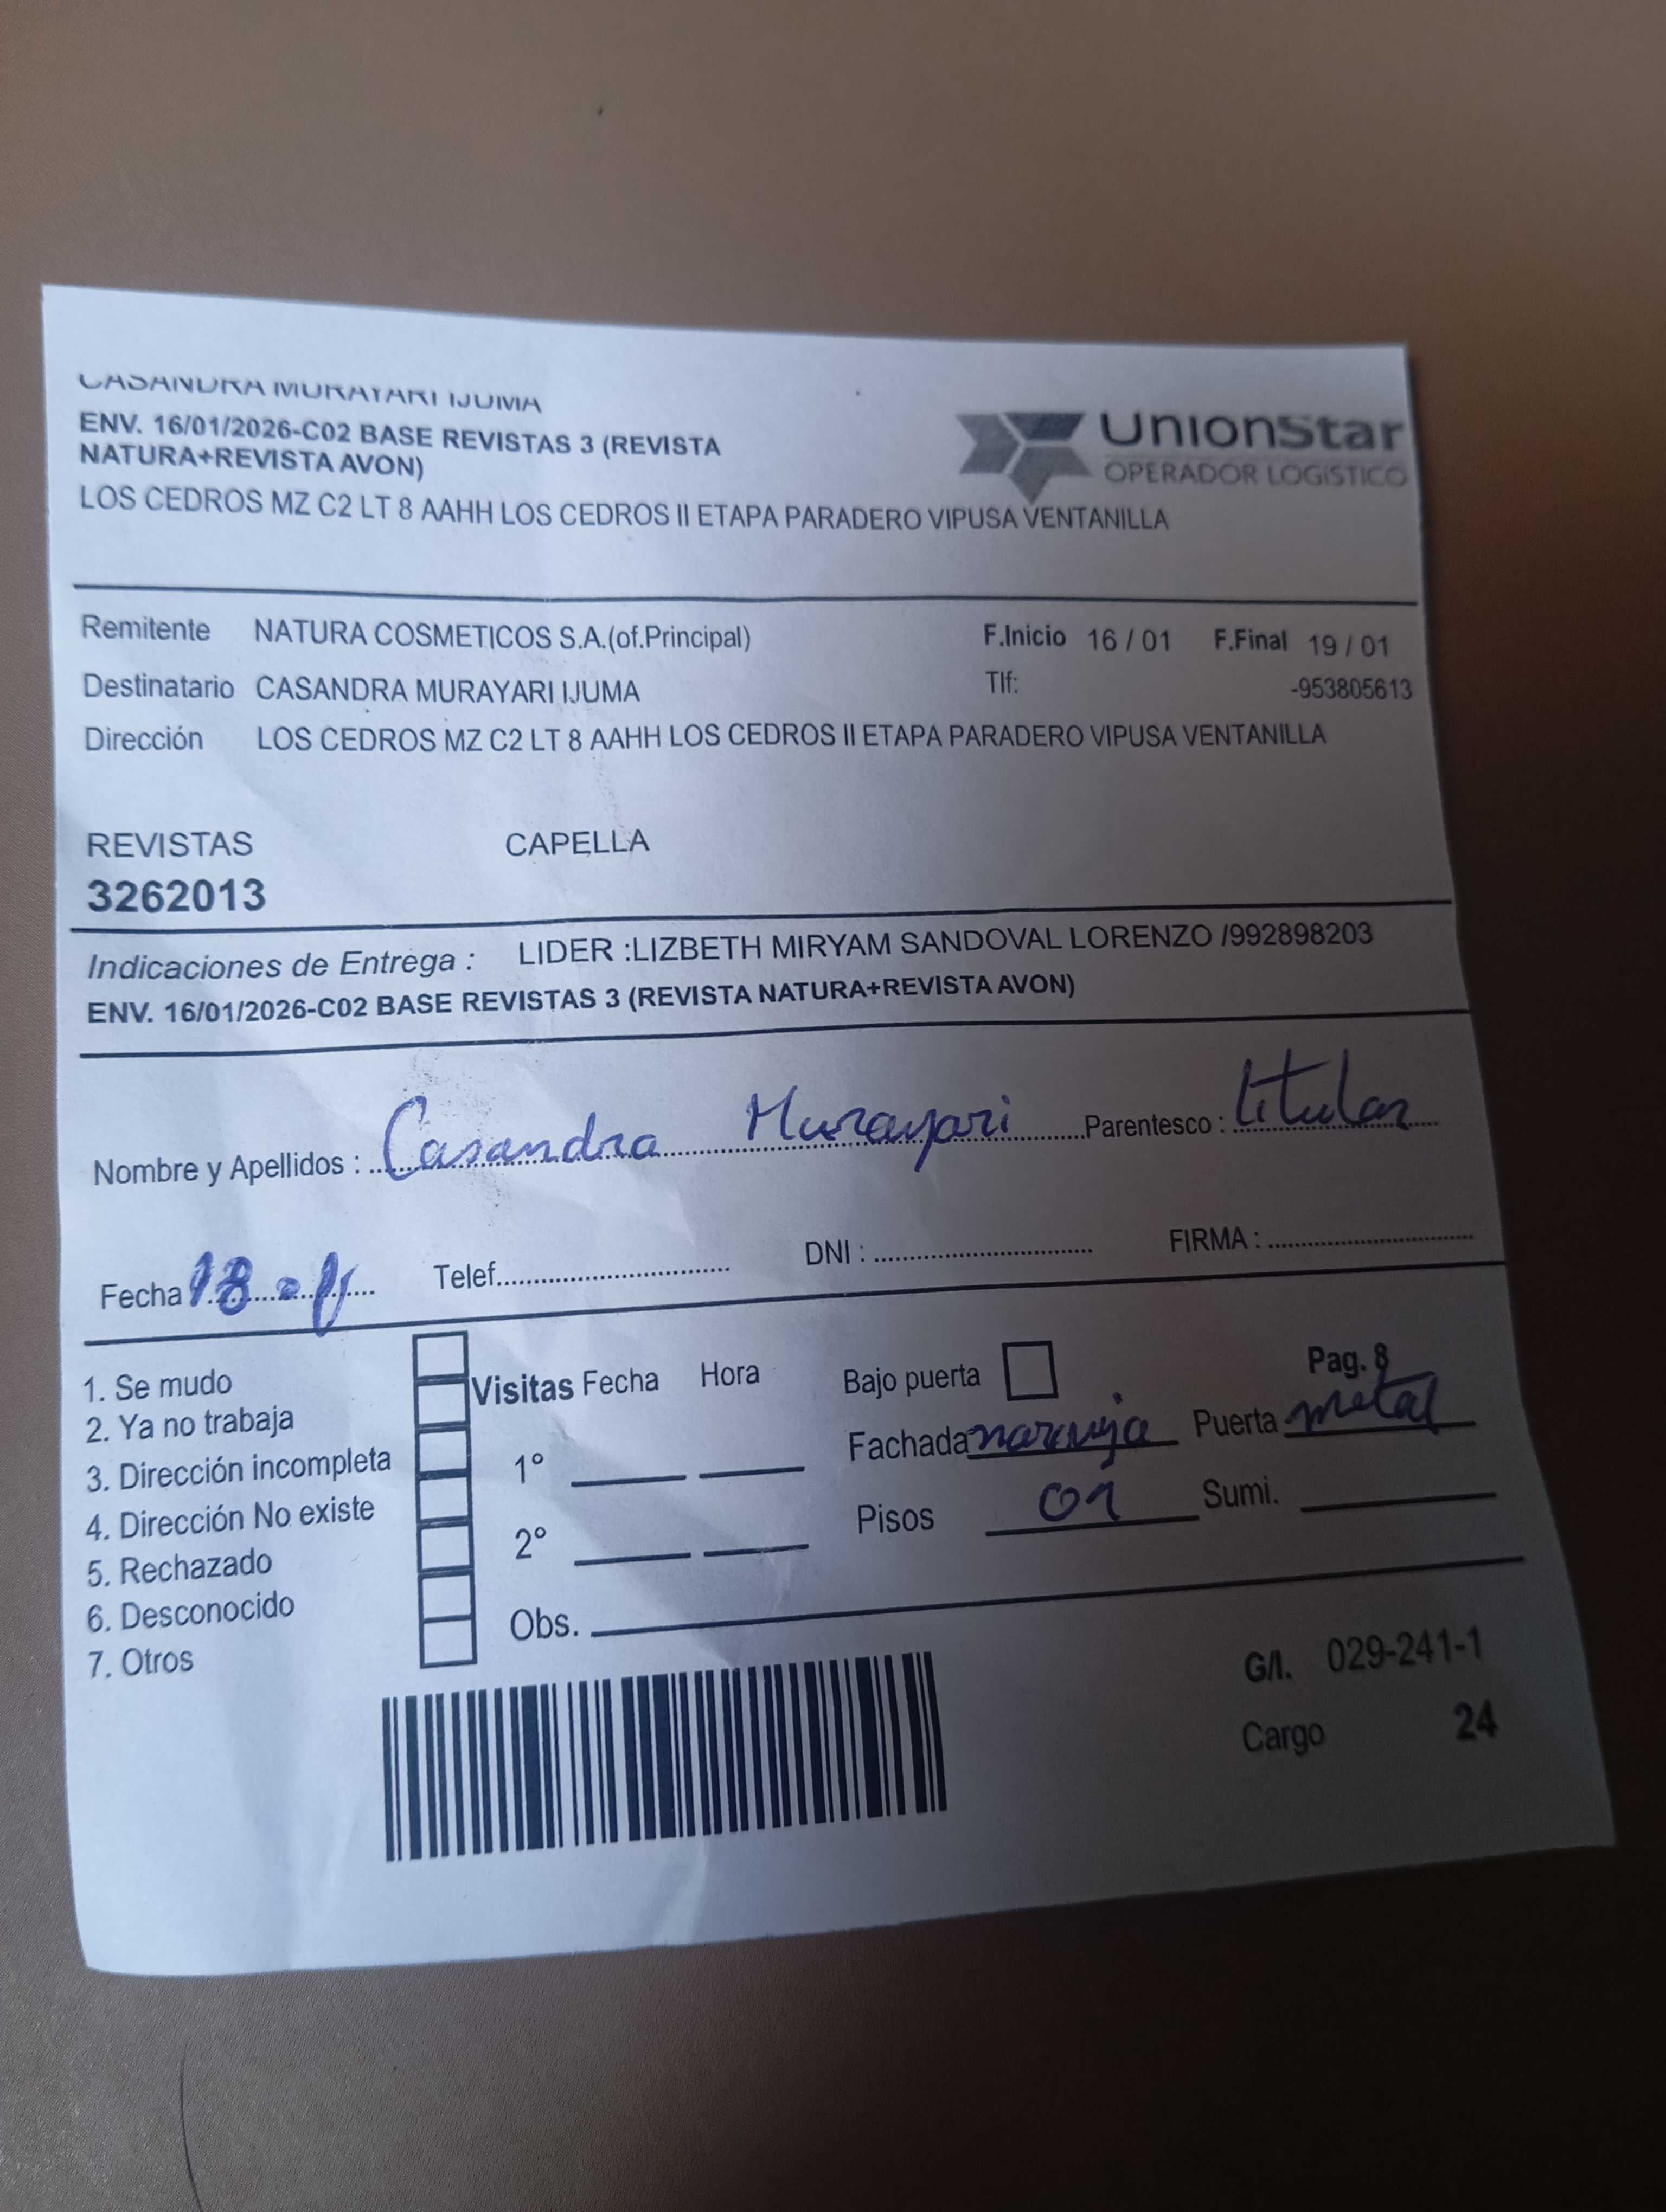 CASANDRA MURAYARI IJUMA
ENV. 16/01/2026-C02 BASE REVISTAS 3 (REVISTA
NATURA+REVISTA AVON)
UnionStar
OPERADOR LOGíSTICO
LOS CEDROS MZ C2 LT 8 AAHH LOS CEDROS II ETAPA PARADERO VIPUSA VENTANILLA
Remitente NATURA COSMETICOS S.A.(of.Principal) F.Inicio 16 / 01 F.Final 19 / 01
Destinatario CASANDRA MURAYARI IJUMA Tlf: -953805613
Dirección LOS CEDROS MZ C2 LT 8 AAHH LOS CEDROS II ETAPA PARADERO VIPUSA VENTANILLA
REVISTAS CAPELLA
3262013
Indicaciones de Entrega : LIDER :LIZBETH MIRYAM SANDOVAL LORENZO /992898203
ENV. 16/01/2026-C02 BASE REVISTAS 3 (REVISTA NATURA+REVISTA AVON)
Nombre y Apellidos : Casandra Murayari Parentesco : titular
Fecha 18 Telef. DNI : FIRMA :
1. Se mudo
2. Ya no trabaja
3. Dirección incompleta
4. Dirección No existe
5. Rechazado
6. Desconocido
7. Otros
Visitas Fecha Hora
1°
2°
Obs.
Bajo puerta Pag. 8
Fachada naranja Puerta metal
Pisos 01 Sumi.
G/I. 029-241-1
Cargo 24